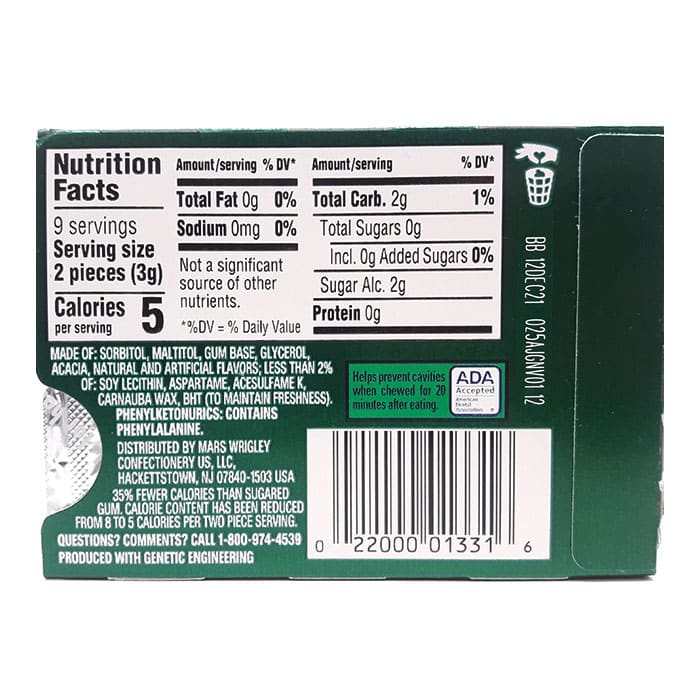 Nutrition
Facts
9 servings
Serving size
2 pieces (3g)
Calories 5
per serving
Amount/serving % DV*
Total Fat 0g 0%
Sodium 0mg 0%
Not a significant
source of other
nutrients.
*%DV = % Daily Value
Amount/serving % DV*
Total Carb. 2g 1%
Total Sugars 0g
Incl. 0g Added Sugars 0%
Sugar Alc. 2g
Protein 0g
MADE OF: SORBITOL, MALTITOL, GUM BASE, GLYCEROL,
ACACIA, NATURAL AND ARTIFICIAL FLAVORS; LESS THAN 2%
OF: SOY LECITHIN, ASPARTAME, ACESULFAME K,
CARNAUBA WAX, BHT (TO MAINTAIN FRESHNESS).
PHENYLKETONURICS: CONTAINS
PHENYLALANINE.
DISTRIBUTED BY MARS WRIGLEY
CONFECTIONERY US, LLC,
HACKETTSTOWN, NJ 07840-1503 USA
35% FEWER CALORIES THAN SUGARED
GUM. CALORIE CONTENT HAS BEEN REDUCED
FROM 8 TO 5 CALORIES PER TWO PIECE SERVING.
QUESTIONS? COMMENTS? CALL 1-800-974-4539
PRODUCED WITH GENETIC ENGINEERING
Helps prevent cavities
when chewed for 20
minutes after eating.
ADA
Accepted
American
Dental
Association
0 22000 01331 6
BB 12DEC21 025AJGNV01 12